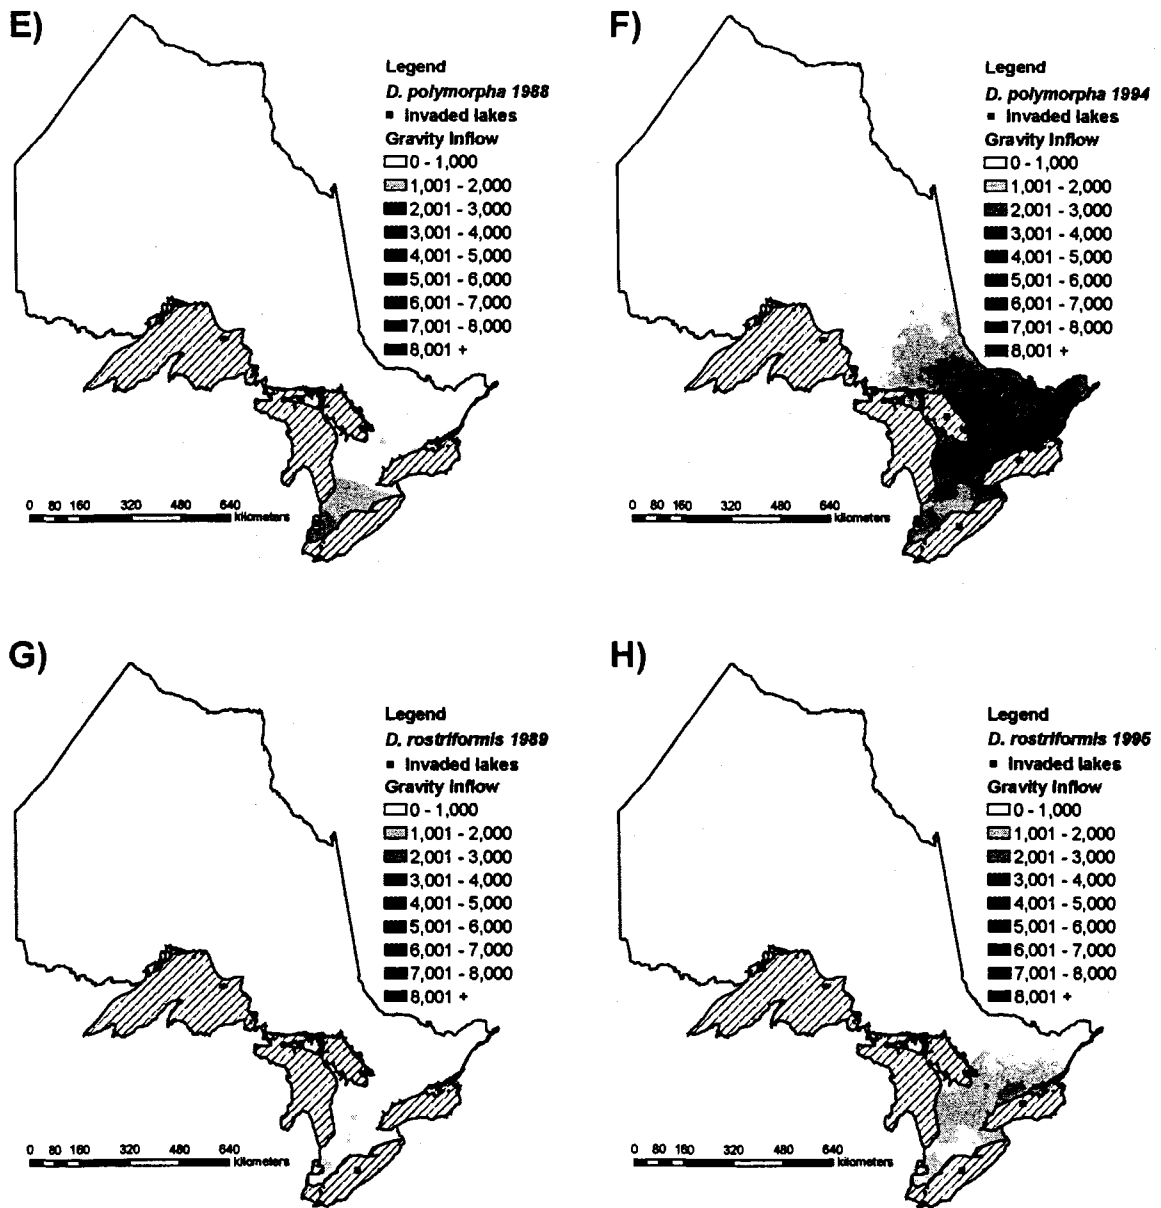 E)
Legend
D. polymorpha 1988
Invaded lakes
Gravity Inflow
0 - 1,000
1,001 - 2,000
2,001 - 3,000
3,001 - 4,000
4,001 - 5,000
5,001 - 6,000
6,001 - 7,000
7,001 - 8,000
8,001 +
0 80 160 320 480 640
kilometers
F)
Legend
D. polymorpha 1994
Invaded lakes
Gravity Inflow
0 - 1,000
1,001 - 2,000
2,001 - 3,000
3,001 - 4,000
4,001 - 5,000
5,001 - 6,000
6,001 - 7,000
7,001 - 8,000
8,001 +
0 80 160 320 480 640
kilometers
G)
Legend
D. rostriformis 1989
Invaded lakes
Gravity Inflow
0 - 1,000
1,001 - 2,000
2,001 - 3,000
3,001 - 4,000
4,001 - 5,000
5,001 - 6,000
6,001 - 7,000
7,001 - 8,000
8,001 +
0 80 160 320 480 640
kilometers
H)
Legend
D. rostriformis 1995
Invaded lakes
Gravity Inflow
0 - 1,000
1,001 - 2,000
2,001 - 3,000
3,001 - 4,000
4,001 - 5,000
5,001 - 6,000
6,001 - 7,000
7,001 - 8,000
8,001 +
0 80 160 320 480 640
kilometers